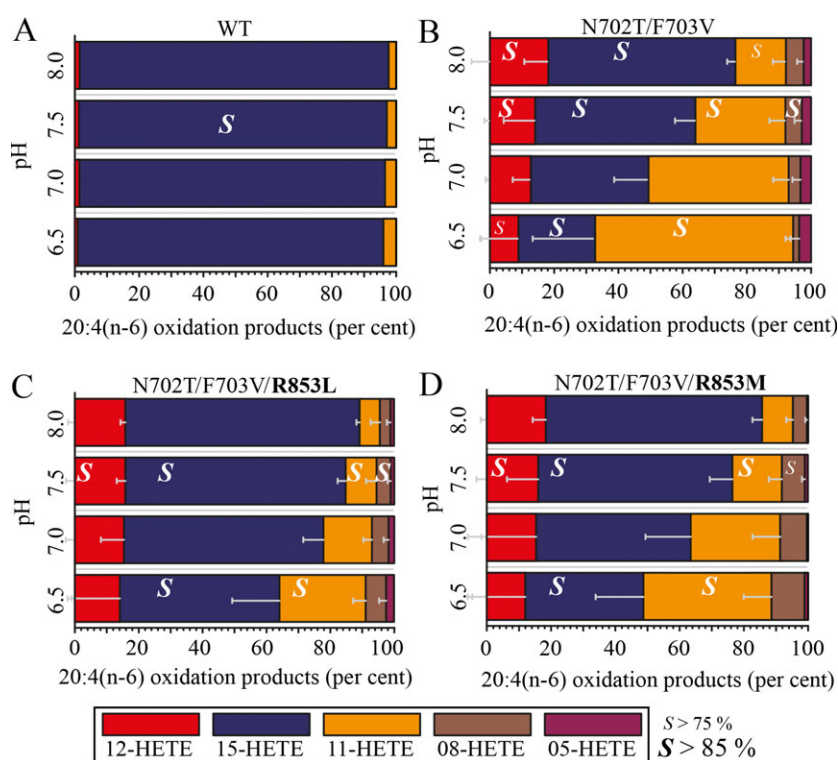 A
WT
pH
8.0
7.5
S
7.0
6.5
0 20 40 60 80 100
20:4(n-6) oxidation products (per cent)
B
N702T/F703V
pH
8.0
S S S
7.5
S S S S
7.0
6.5
S S S
0 20 40 60 80 100
20:4(n-6) oxidation products (per cent)
C
N702T/F703V/R853L
pH
8.0
7.5
S S S S
7.0
6.5
S S
0 20 40 60 80 100
20:4(n-6) oxidation products (per cent)
D
N702T/F703V/R853M
pH
8.0
7.5
S S S S
7.0
6.5
S S
0 20 40 60 80 100
20:4(n-6) oxidation products (per cent)
12-HETE 15-HETE 11-HETE 08-HETE 05-HETE
S > 75 %
S > 85 %